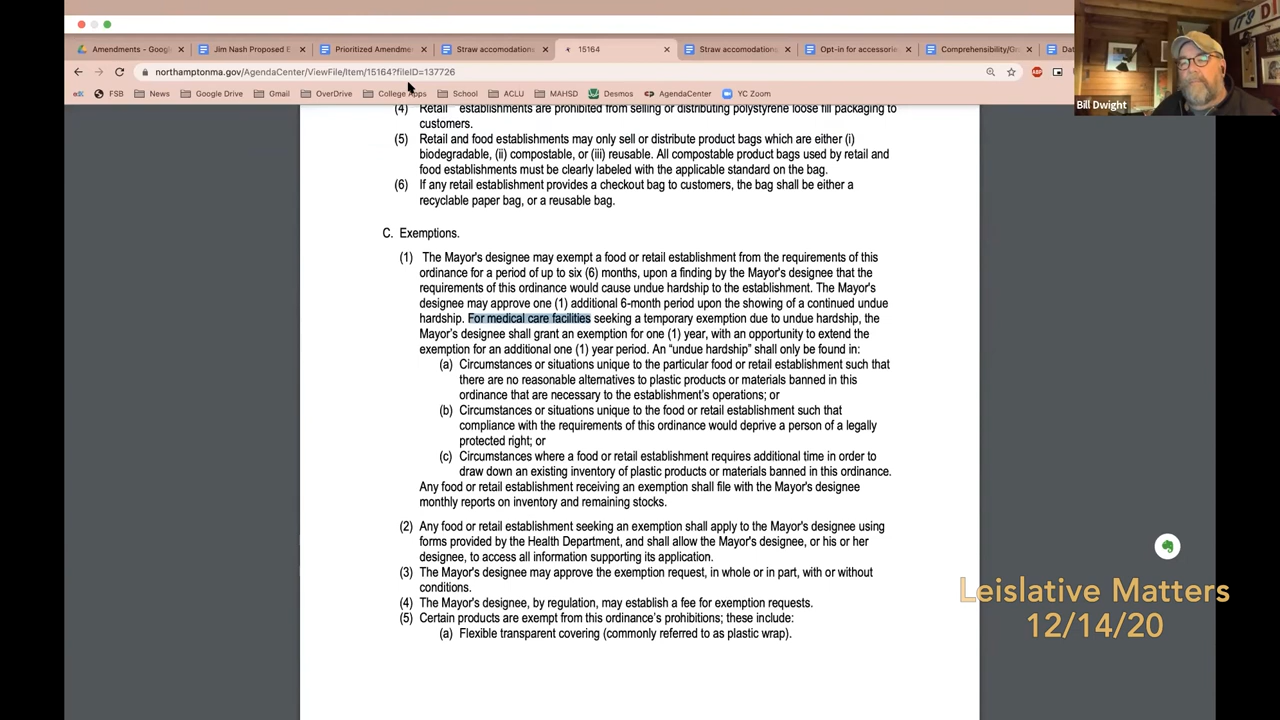 Amendments - Goog
Jim Nash Proposed E
Prioritized Amendme
Straw accomodation
15164
Straw accomodation
Opt-in for accessorie
Comprehensibility/Gr
Dat
northamptonma.gov/AgendaCenter/ViewFile/Item/15164?fileID=137726
FSB
News
Google Drive
Gmail
OverDrive
College Apps
School
ACLU
MAHSD
Desmos
AgendaCenter
YC Zoom
IT'S DI
Bill Dwight
(4) Retail establishments are prohibited from selling or distributing polystyrene loose fill packaging to
customers.
(5) Retail and food establishments may only sell or distribute product bags which are either (i)
biodegradable, (ii) compostable, or (iii) reusable. All compostable product bags used by retail and
food establishments must be clearly labeled with the applicable standard on the bag.
(6) If any retail establishment provides a checkout bag to customers, the bag shall be either a
recyclable paper bag, or a reusable bag.
C. Exemptions.
(1) The Mayor's designee may exempt a food or retail establishment from the requirements of this
ordinance for a period of up to six (6) months, upon a finding by the Mayor's designee that the
requirements of this ordinance would cause undue hardship to the establishment. The Mayor's
designee may approve one (1) additional 6-month period upon the showing of a continued undue
hardship. For medical care facilities seeking a temporary exemption due to undue hardship, the
Mayor's designee shall grant an exemption for one (1) year, with an opportunity to extend the
exemption for an additional one (1) year period. An “undue hardship” shall only be found in:
(a) Circumstances or situations unique to the particular food or retail establishment such that
there are no reasonable alternatives to plastic products or materials banned in this
ordinance that are necessary to the establishment's operations; or
(b) Circumstances or situations unique to the food or retail establishment such that
compliance with the requirements of this ordinance would deprive a person of a legally
protected right; or
(c) Circumstances where a food or retail establishment requires additional time in order to
draw down an existing inventory of plastic products or materials banned in this ordinance.
Any food or retail establishment receiving an exemption shall file with the Mayor's designee
monthly reports on inventory and remaining stocks.
(2) Any food or retail establishment seeking an exemption shall apply to the Mayor's designee using
forms provided by the Health Department, and shall allow the Mayor's designee, or his or her
designee, to access all information supporting its application.
(3) The Mayor's designee may approve the exemption request, in whole or in part, with or without
conditions.
(4) The Mayor's designee, by regulation, may establish a fee for exemption requests.
(5) Certain products are exempt from this ordinance's prohibitions; these include:
(a) Flexible transparent covering (commonly referred to as plastic wrap).
Leislative Matters
12/14/20